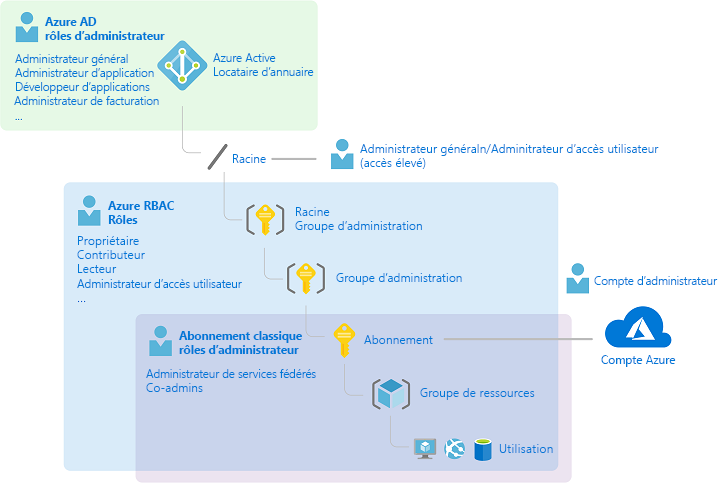 Azure AD
rôles d'administrateur
Administrateur général
Administrateur d'application
Développeur d'applications
Administrateur de facturation
...
Azure Active
Locataire d'annuaire
Racine
Administrateur généraln/Adminitrateur d'accès utilisateur
(accès élevé)
Azure RBAC
Rôles
Propriétaire
Contributeur
Lecteur
Administrateur d'accès utilisateur
...
Racine
Groupe d'administration
Groupe d'administration
Compte d'administrateur
Compte Azure
Abonnement classique
rôles d'administrateur
Administrateur de services fédérés
Co-admins
Abonnement
Groupe de ressources
Utilisation